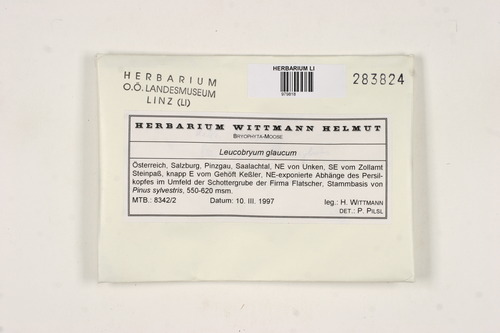 HERBARIUM
O.Ö. LANDESMUSEUM
LINZ (LI)
HERBARIUM LI
283824
HERBARIUM WITTMANN HELMUT
BRYOPHYTA-MOOSE
Leucobryum glaucum
Österreich, Salzburg, Pinzgau, Saalachtal, NE von Unken, SE vom Zollamt
Steinpaß, knapp E vom Gehöft Keßler, NE-exponierte Abhänge des Persil-
kopfes im Umfeld der Schottergrube der Firma Flatscher, Stammbasis von
Pinus sylvestris, 550-620 msm.
MTB.: 8342/2 Datum: 10. III. 1997 leg.: H. WITTMANN
DET.: P. PILSL